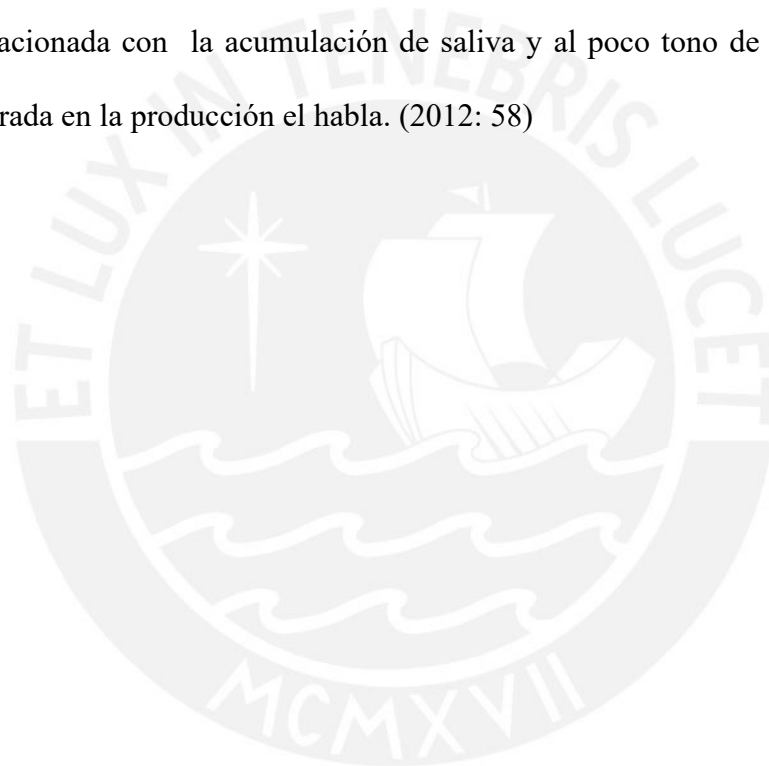 acionada con la acumulación de saliva y al poco tono de
rada en la producción el habla. (2012: 58)
ET LUX IN TENEBRIS LUCET
MCMXVII